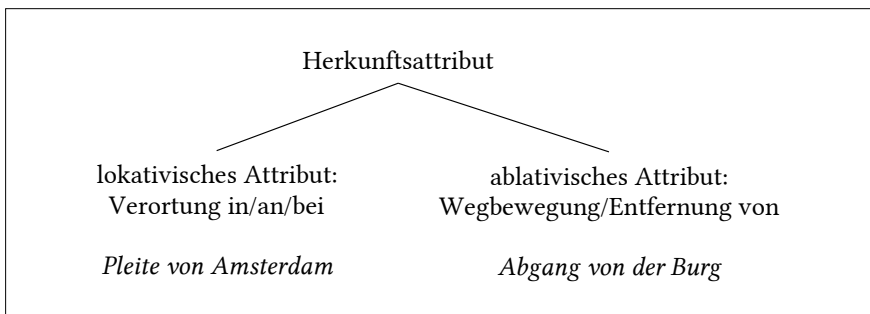 Herkunftsattribut
lokativisches Attribut:
Verortung in/an/bei
Pleite von Amsterdam
ablativisches Attribut:
Wegbewegung/Entfernung von
Abgang von der Burg